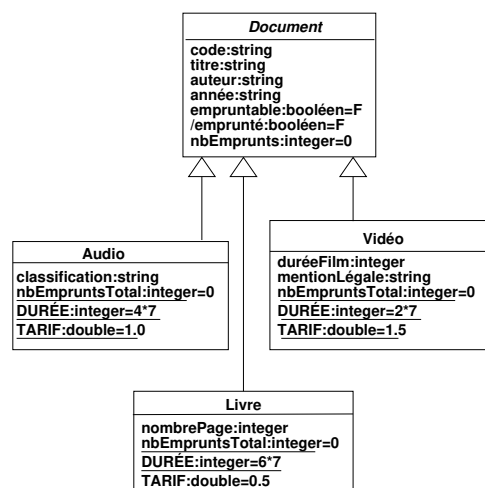 Document
code:string
titre:string
auteur:string
année:string
empruntable:booléen=F
/emprunté:booléen=F
nbEmprunts:integer=0
Audio
classification:string
nbEmpruntsTotal:integer=0
DURÉE:integer=4*7
TARIF:double=1.0
Vidéo
duréeFilm:integer
mentionLégale:string
nbEmpruntsTotal:integer=0
DURÉE:integer=2*7
TARIF:double=1.5
Livre
nombrePage:integer
nbEmpruntsTotal:integer=0
DURÉE:integer=6*7
TARIF:double=0.5